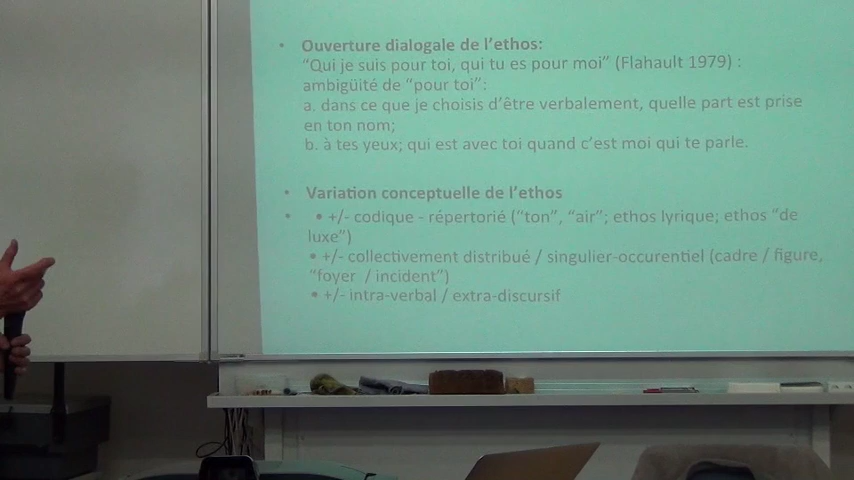 • Ouverture dialogale de l'ethos:
“Qui je suis pour toi, qui tu es pour moi” (Flahault 1979) :
ambigüité de “pour toi”:
a. dans ce que je choisis d'être verbalement, quelle part est prise
en ton nom;
b. à tes yeux; qui est avec toi quand c'est moi qui te parle.
• Variation conceptuelle de l'ethos
• • +/- codique - répertorié (“ton”, “air”; ethos lyrique; ethos “de
luxe”)
• +/- collectivement distribué / singulier-occurentiel (cadre / figure,
“foyer / incident”)
• +/- intra-verbal / extra-discursif